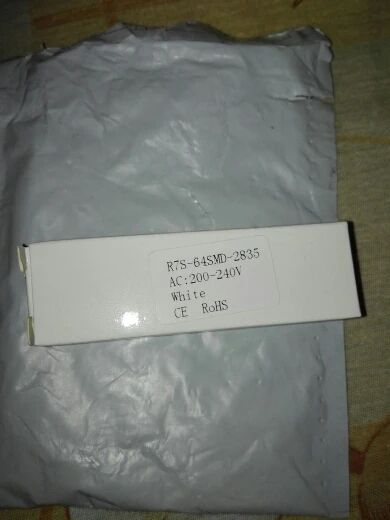 R7S-64SMD-2835
AC:200-240V
White
CE RoHS